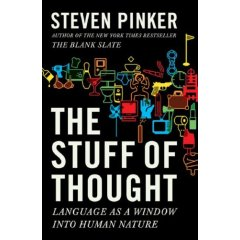 STEVEN PINKER
AUTHOR OF THE NEW YORK TIMES BESTSELLER
THE BLANK SLATE
THE
STUFF OF
THOUGHT
LANGUAGE AS A WINDOW
INTO HUMAN NATURE